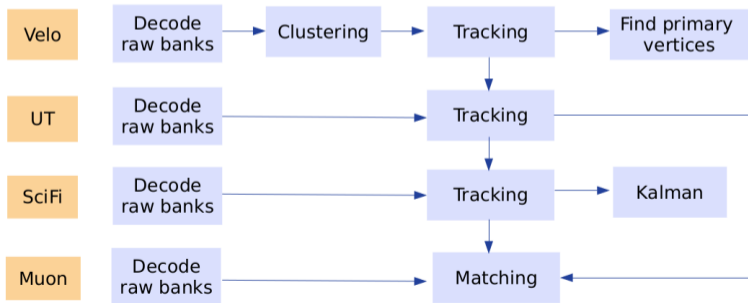 Velo
Decode
raw banks
Clustering
Tracking
Find primary
vertices
UT
Decode
raw banks
Tracking
SciFi
Decode
raw banks
Tracking
Kalman
Muon
Decode
raw banks
Matching